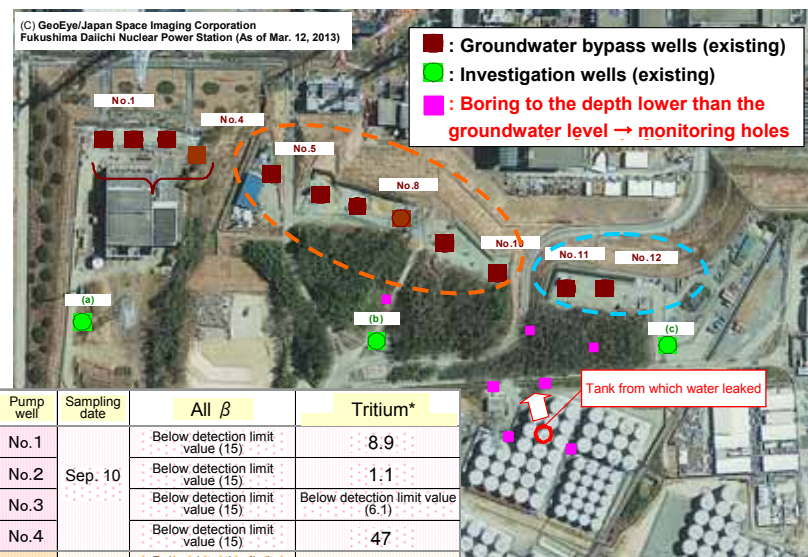 (C) GeoEye/Japan Space Imaging Corporation
Fukushima Daiichi Nuclear Power Station (As of Mar. 12, 2013)
: Groundwater bypass wells (existing)
: Investigation wells (existing)
: Boring to the depth lower than the
groundwater level → monitoring holes
No.1
No.4
No.5
No.8
No.10
No.11
No.12
(a)
(b)
(c)
Tank from which water leaked
Pump well Sampling date All β Tritium*
No.1 Sep. 10 Below detection limit value (15) 8.9
No.2 Below detection limit value (15) 1.1
No.3 Below detection limit value (15) Below detection limit value (6.1)
No.4 Below detection limit value (15) 47